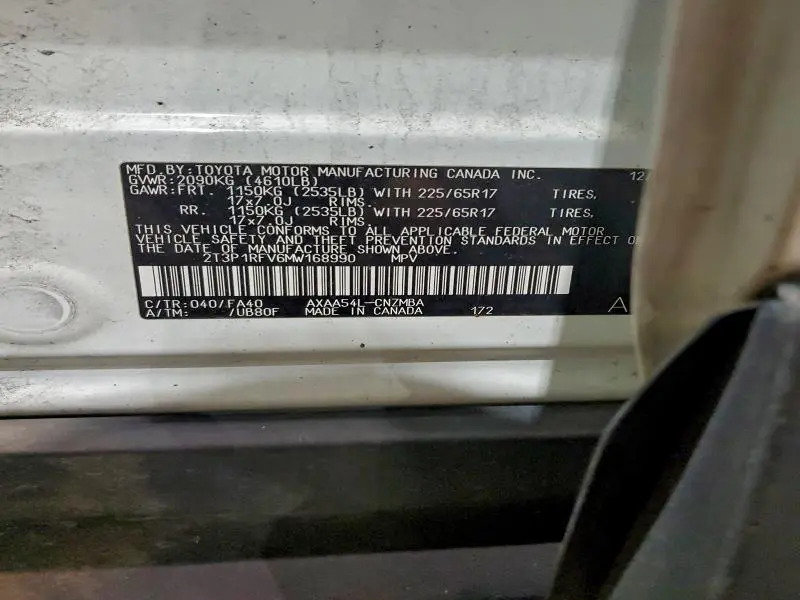 MFD.BY:TOYOTA MOTOR MANUFACTURING CANADA INC. 12/
GVWR:2090KG (4610LB)
GAWR:FRT. 1150KG (2535LB) WITH 225/65R17 TIRES,
17x7.0J RIMS.
RR. 1150KG (2535LB) WITH 225/65R17 TIRES,
17x7.0J RIMS.
THIS VEHICLE CONFORMS TO ALL APPLICABLE FEDERAL MOTOR
VEHICLE SAFETY AND THEFT PREVENTION STANDARDS IN EFFECT
THE DATE OF MANUFACTURE SHOWN ABOVE.
2T3P1RFV6MW168990 MPV
C/TR:040/FA40 AXAA54L-CNZMBA
A/TM: /UB80F MADE IN CANADA 172 A